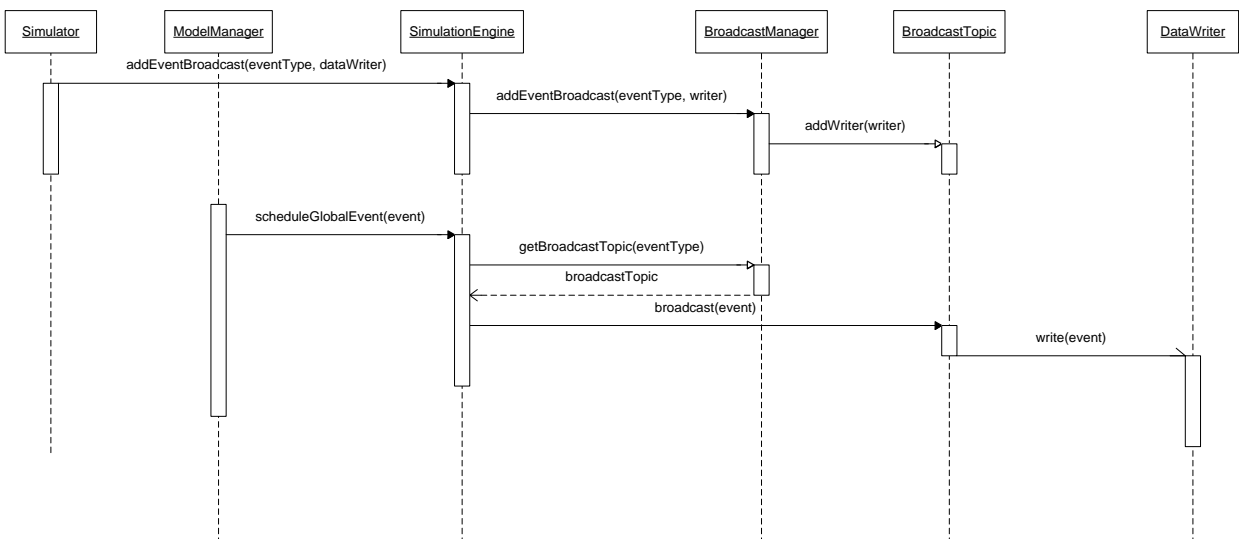 Simulator
ModelManager
SimulationEngine
BroadcastManager
BroadcastTopic
DataWriter
addEventBroadcast(eventType, dataWriter)
addEventBroadcast(eventType, writer)
addWriter(writer)
scheduleGlobalEvent(event)
getBroadcastTopic(eventType)
broadcastTopic
broadcast(event)
write(event)